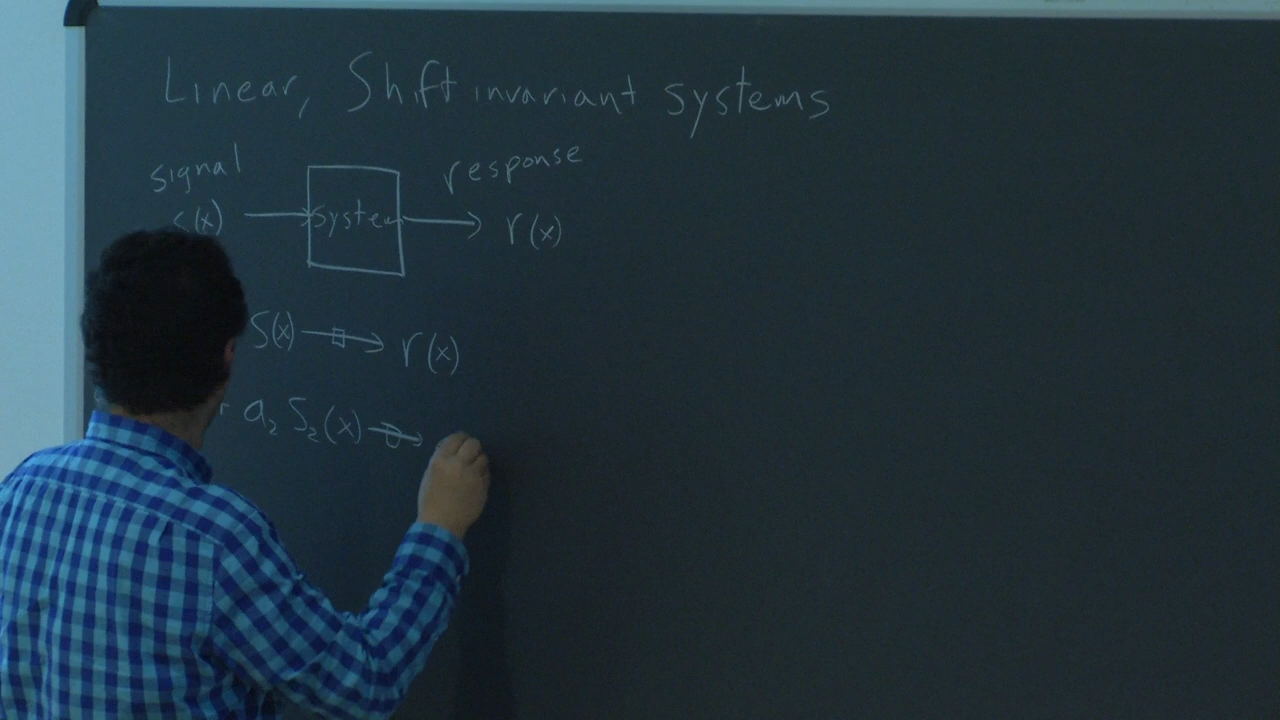 Linear, Shift invariant systems
signal response
s(x) → system → r(x)
S(x) → r(x)
a₂ S₂(x) →